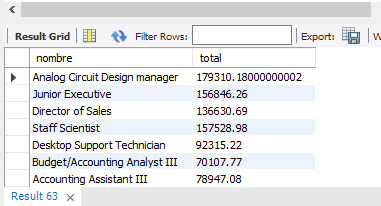 Result Grid Filter Rows: Export: W
nombre total
Analog Circuit Design manager 179310.18000000002
Junior Executive 156846.26
Director of Sales 136630.69
Staff Scientist 157528.98
Desktop Support Technician 92315.22
Budget/Accounting Analyst III 70107.77
Accounting Assistant III 78947.08
Result 63 ×